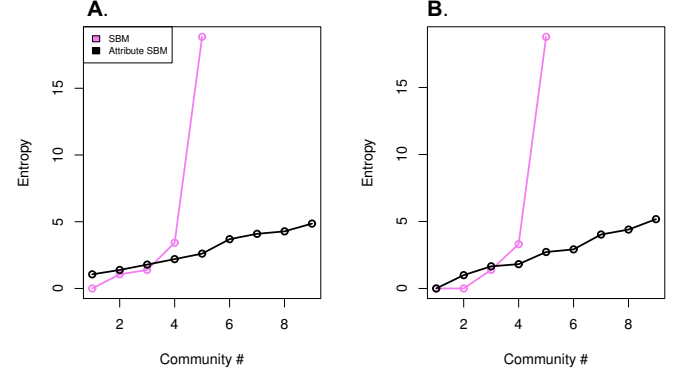 A.
B.
SBM
Attribute SBM
Entropy
0 5 10 15
2 4 6 8
Community #
Entropy
0 5 10 15
2 4 6 8
Community #